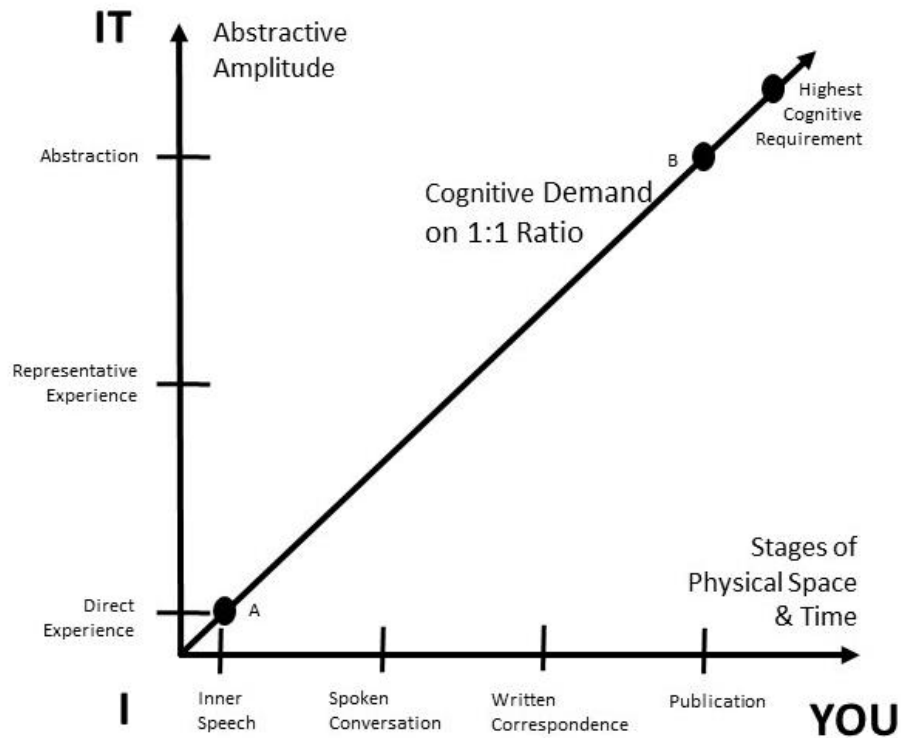 IT
Abstractive
Amplitude
Highest
Cognitive
Requirement
Abstraction
B
Cognitive Demand
on 1:1 Ratio
Representative
Experience
Stages of
Physical Space
& Time
Direct
Experience
A
I
Inner
Speech
Spoken
Conversation
Written
Correspondence
Publication
YOU